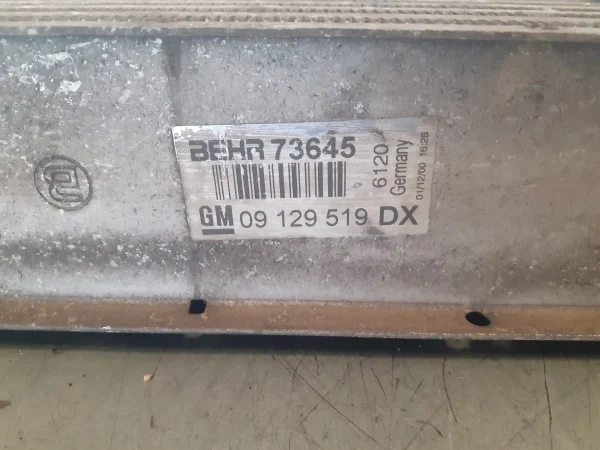 BEHR 73645
6120
Germany
01/12/00 16:28
GM 09 129 519 DX